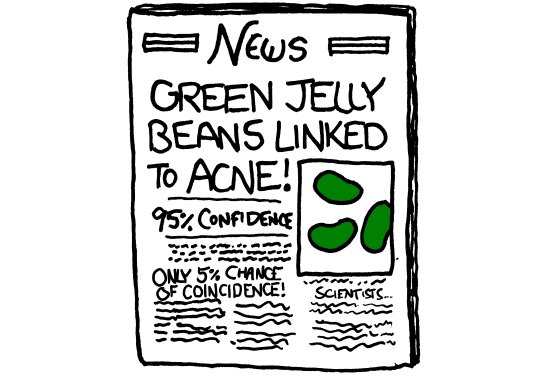 NEWS
GREEN JELLY
BEANS LINKED
TO ACNE!
95% CONFIDENCE
ONLY 5% CHANCE
OF COINCIDENCE!
SCIENTISTS...